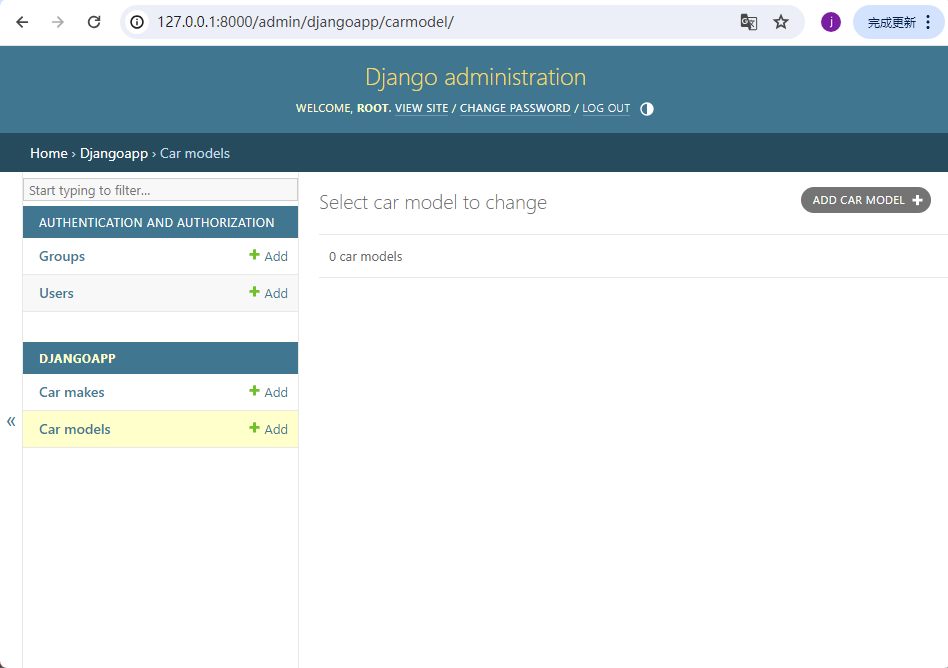 127.0.0.1:8000/admin/djangoapp/carmodel/
j
完成更新
Django administration
WELCOME, ROOT. VIEW SITE / CHANGE PASSWORD / LOG OUT
Home › Djangoapp › Car models
Start typing to filter...
AUTHENTICATION AND AUTHORIZATION
Groups + Add
Users + Add
DJANGOAPP
Car makes + Add
Car models + Add
«
Select car model to change
ADD CAR MODEL +
0 car models